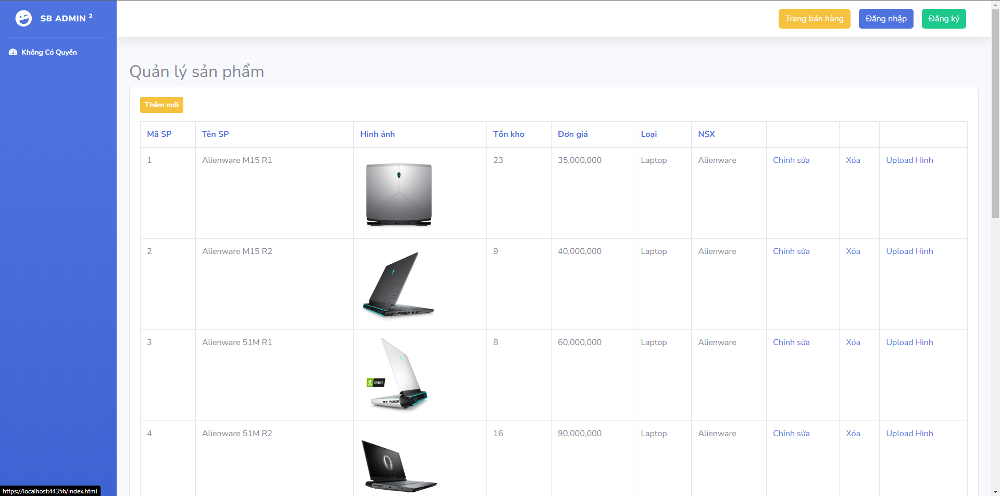 SB ADMIN 2
Trang bán hàng
Đăng nhập
Đăng ký
Không Có Quyền
Quản lý sản phẩm
Thêm mới
Mã SP Tên SP Hình ảnh Tồn kho Đơn giá Loại NSX
1 Alienware M15 R1 23 35,000,000 Laptop Alienware Chỉnh sửa Xóa Upload Hình
2 Alienware M15 R2 9 40,000,000 Laptop Alienware Chỉnh sửa Xóa Upload Hình
3 Alienware 51M R1 8 60,000,000 Laptop Alienware Chỉnh sửa Xóa Upload Hình
GEFORCE
4 Alienware 51M R2 16 90,000,000 Laptop Alienware Chỉnh sửa Xóa Upload Hình
https://localhost:44356/index.html